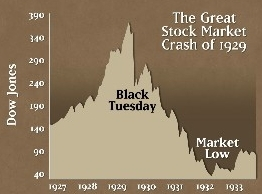 The Great
Stock Market
Crash of 1929
390
340
290
240
190
140
90
40
Dow Jones
Black
Tuesday
Market
Low
1927 1928 1929 1930 1931 1932 1933